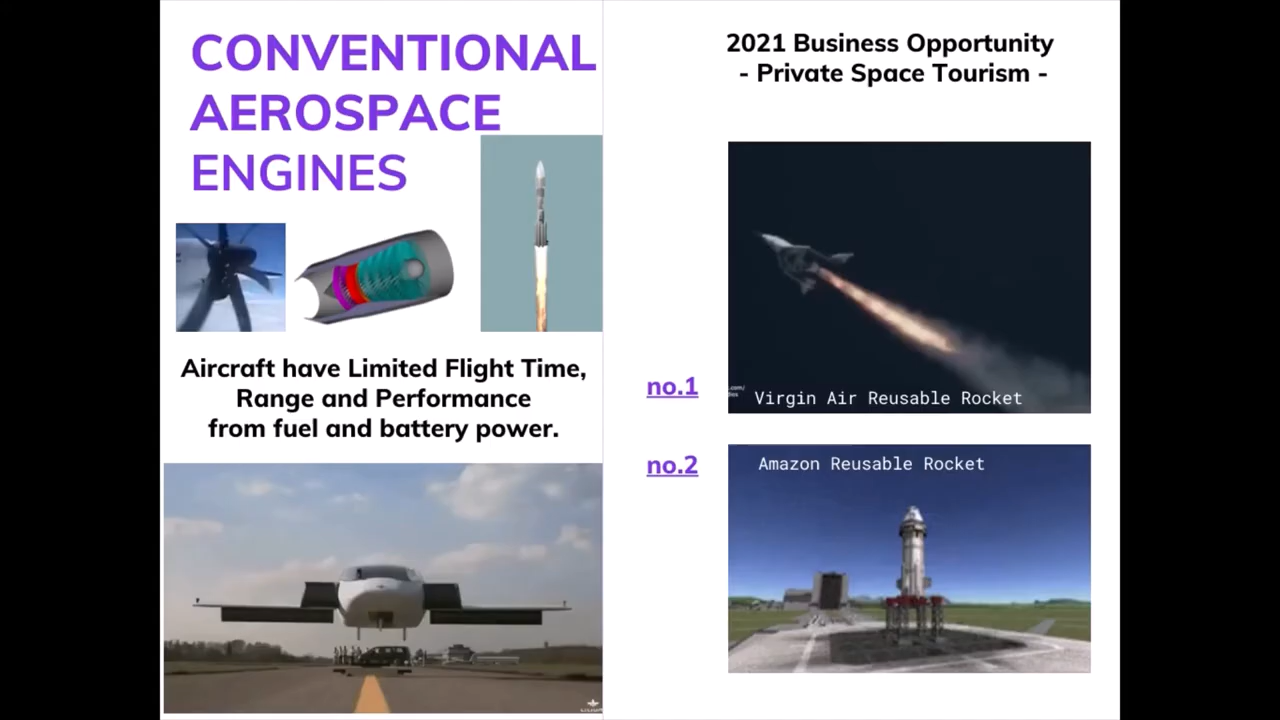 CONVENTIONAL
AEROSPACE
ENGINES
Aircraft have Limited Flight Time,
Range and Performance
from fuel and battery power.
2021 Business Opportunity
- Private Space Tourism -
no.1
Virgin Air Reusable Rocket
no.2
Amazon Reusable Rocket